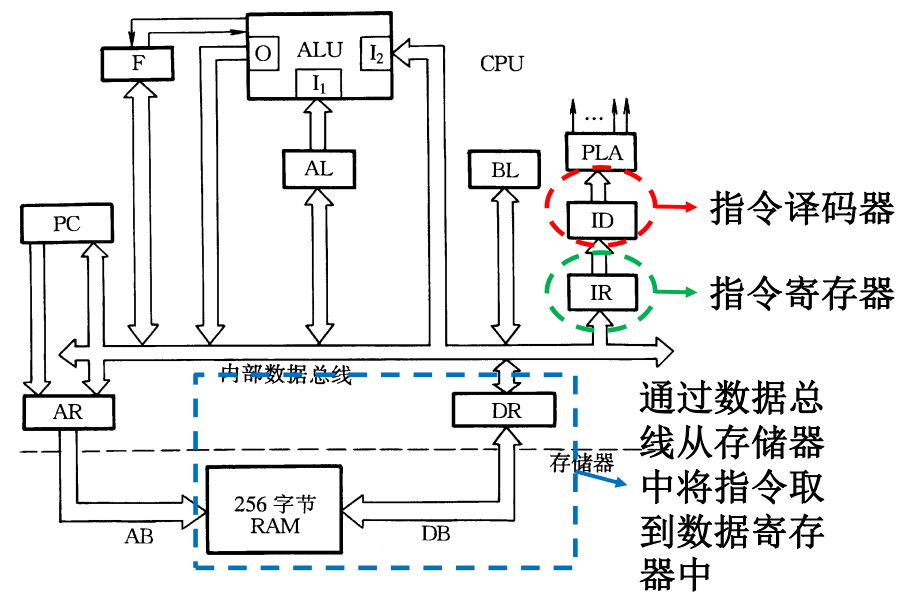 ALU
O
I₂
I₁
F
CPU
...
PLA
AL
BL
指令译码器
ID
PC
指令寄存器
IR
内部数据总线
AR
DR
通过数据总
线从存储器
中将指令取
到数据寄存
器中
存储器
256 字节
RAM
AB
DB